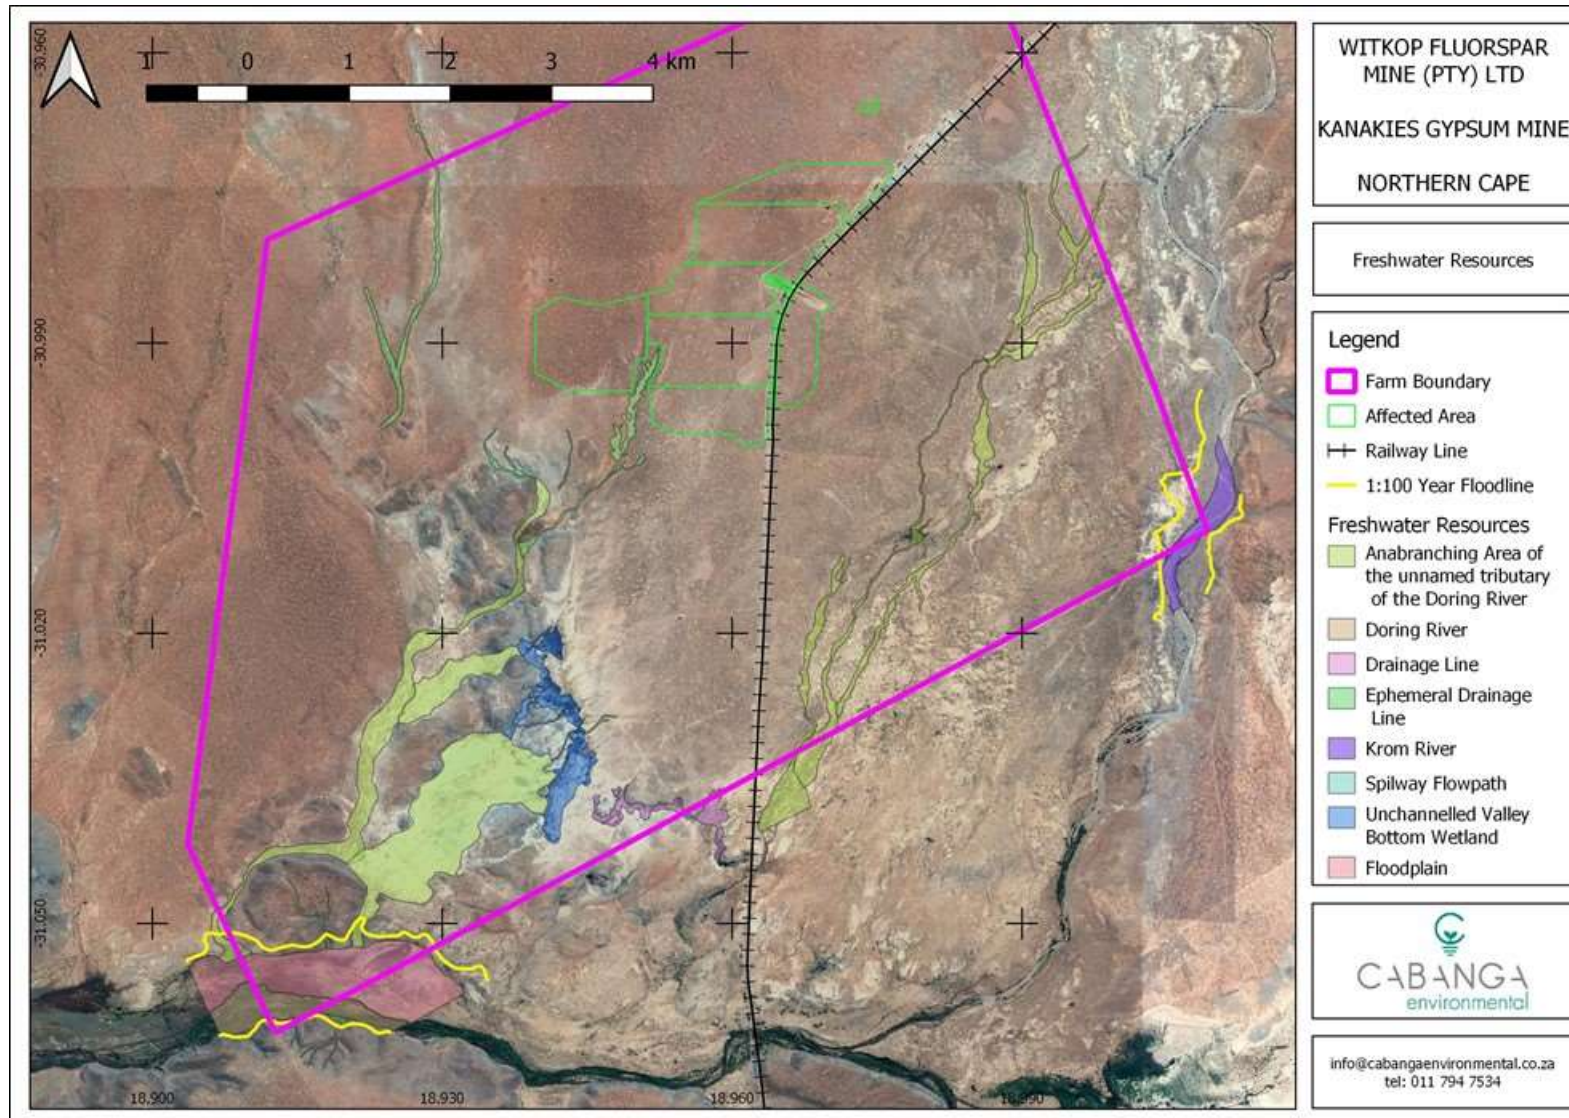 WITKOP FLUORSPAR
MINE (PTY) LTD
KANAKIES GYPSUM MINE
NORTHERN CAPE
Freshwater Resources
Legend
Farm Boundary
Affected Area
Railway Line
1:100 Year Floodline
Freshwater Resources
Anabranching Area of
the unnamed tributary
of the Doring River
Doring River
Drainage Line
Ephemeral Drainage
Line
Krom River
Spilway Flowpath
Unchannelled Valley
Bottom Wetland
Floodplain
CABANGA
environmental
info@cabangaenvironmental.co.za
tel: 011 794 7534
1 0 1 2 3 4 km
-30.960
-30.990
-31.020
-31.050
18.900 18.930 18.960 18.990